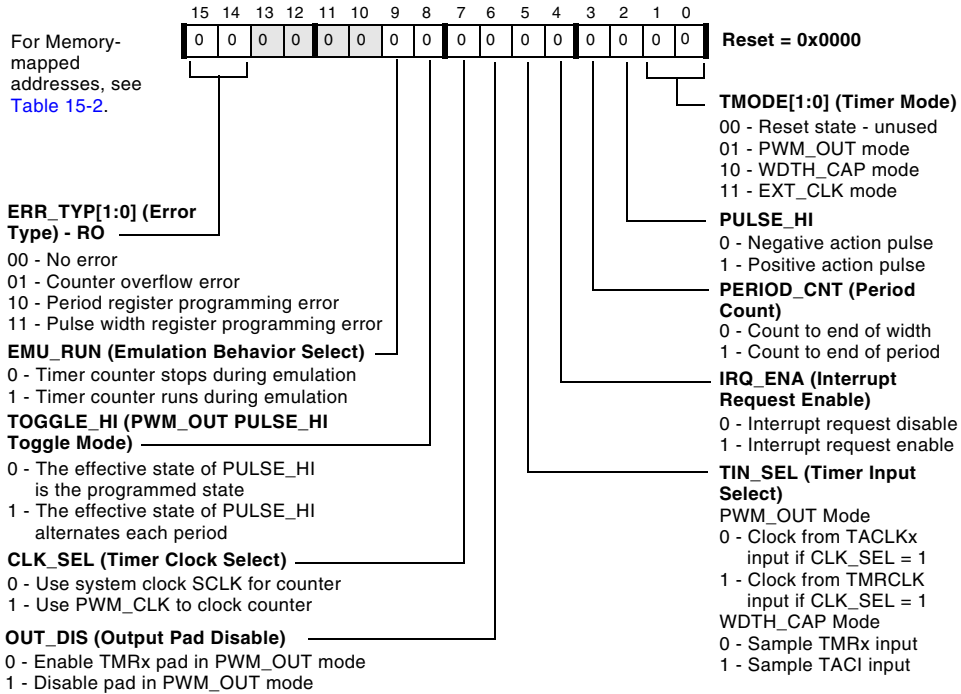 15 14 13 12 11 10 9 8 7 6 5 4 3 2 1 0
0 0 0 0 0 0 0 0 0 0 0 0 0 0 0 0
Reset = 0x0000
For Memory-
mapped
addresses, see
Table 15-2.
ERR_TYP[1:0] (Error
Type) - RO
00 - No error
01 - Counter overflow error
10 - Period register programming error
11 - Pulse width register programming error
EMU_RUN (Emulation Behavior Select)
0 - Timer counter stops during emulation
1 - Timer counter runs during emulation
TOGGLE_HI (PWM_OUT PULSE_HI
Toggle Mode)
0 - The effective state of PULSE_HI
is the programmed state
1 - The effective state of PULSE_HI
alternates each period
CLK_SEL (Timer Clock Select)
0 - Use system clock SCLK for counter
1 - Use PWM_CLK to clock counter
OUT_DIS (Output Pad Disable)
0 - Enable TMRx pad in PWM_OUT mode
1 - Disable pad in PWM_OUT mode
TMODE[1:0] (Timer Mode)
00 - Reset state - unused
01 - PWM_OUT mode
10 - WDTH_CAP mode
11 - EXT_CLK mode
PULSE_HI
0 - Negative action pulse
1 - Positive action pulse
PERIOD_CNT (Period
Count)
0 - Count to end of width
1 - Count to end of period
IRQ_ENA (Interrupt
Request Enable)
0 - Interrupt request disable
1 - Interrupt request enable
TIN_SEL (Timer Input
Select)
PWM_OUT Mode
0 - Clock from TACLKx
input if CLK_SEL = 1
1 - Clock from TMRCLK
input if CLK_SEL = 1
WDTH_CAP Mode
0 - Sample TMRx input
1 - Sample TACI input